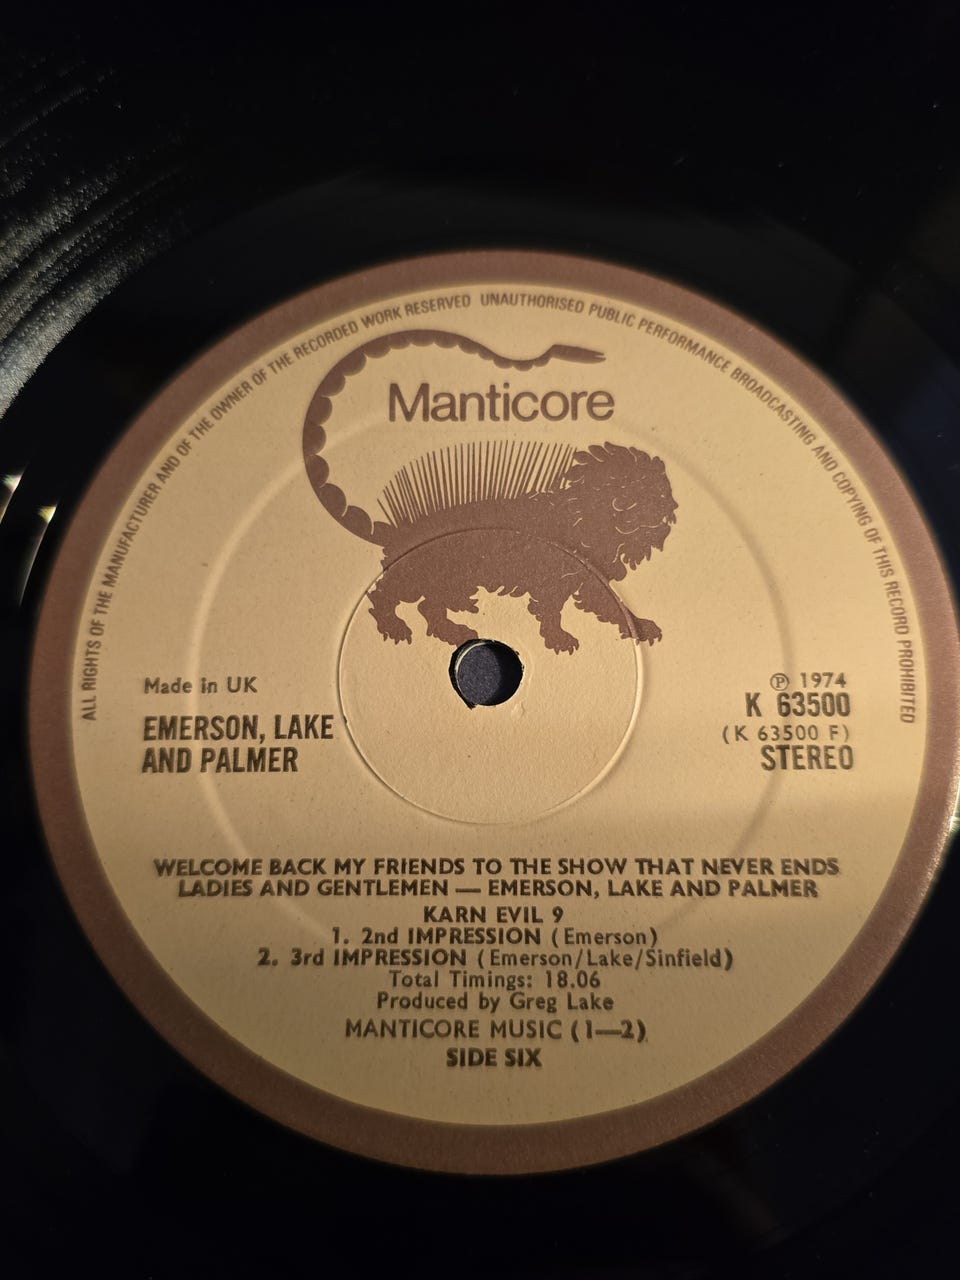 ALL RIGHTS OF THE MANUFACTURER AND OF THE OWNER OF THE RECORDED WORK RESERVED UNAUTHORISED PUBLIC PERFORMANCE BROADCASTING AND COPYING OF THIS RECORD PROHIBITED
Manticore
Made in UK
EMERSON, LAKE
AND PALMER
Ⓟ 1974
K 63500
(K 63500 F)
STEREO
WELCOME BACK MY FRIENDS TO THE SHOW THAT NEVER ENDS
LADIES AND GENTLEMEN — EMERSON, LAKE AND PALMER
KARN EVIL 9
1. 2nd IMPRESSION (Emerson)
2. 3rd IMPRESSION (Emerson/Lake/Sinfield)
Total Timings: 18.06
Produced by Greg Lake
MANTICORE MUSIC (1—2)
SIDE SIX